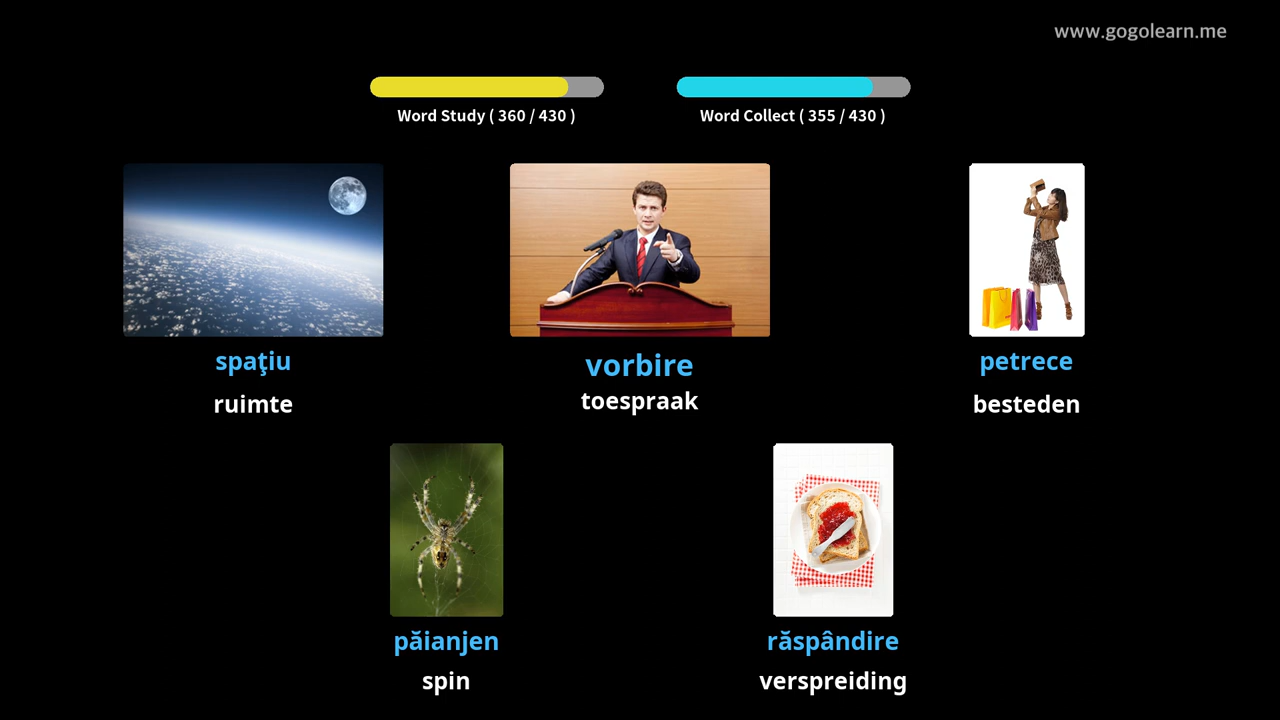 www.gogolearn.me
Word Study ( 360 / 430 )
Word Collect ( 355 / 430 )
spaţiu
ruimte
vorbire
toespraak
petrece
besteden
păianjen
spin
răspândire
verspreiding